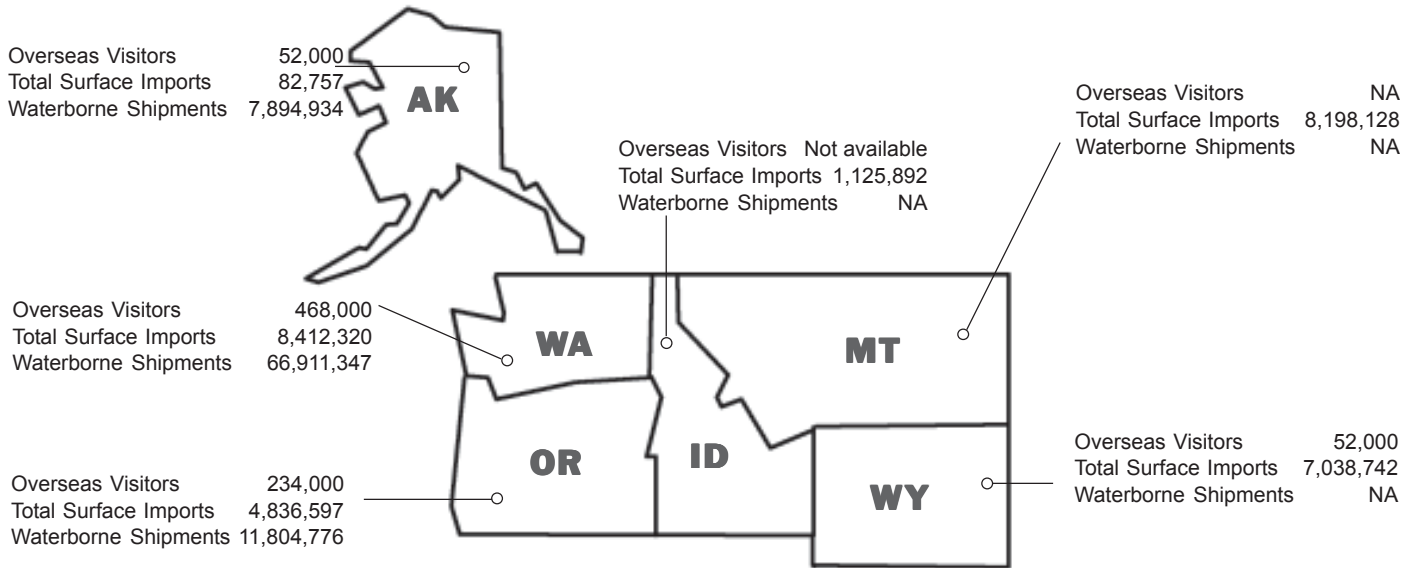 Overseas Visitors 52,000
Total Surface Imports 82,757
Waterborne Shipments 7,894,934
AK
Overseas Visitors NA
Total Surface Imports 8,198,128
Waterborne Shipments NA
Overseas Visitors Not available
Total Surface Imports 1,125,892
Waterborne Shipments NA
Overseas Visitors 468,000
Total Surface Imports 8,412,320
Waterborne Shipments 66,911,347
WA
MT
OR
ID
WY
Overseas Visitors 52,000
Total Surface Imports 7,038,742
Waterborne Shipments NA
Overseas Visitors 234,000
Total Surface Imports 4,836,597
Waterborne Shipments 11,804,776